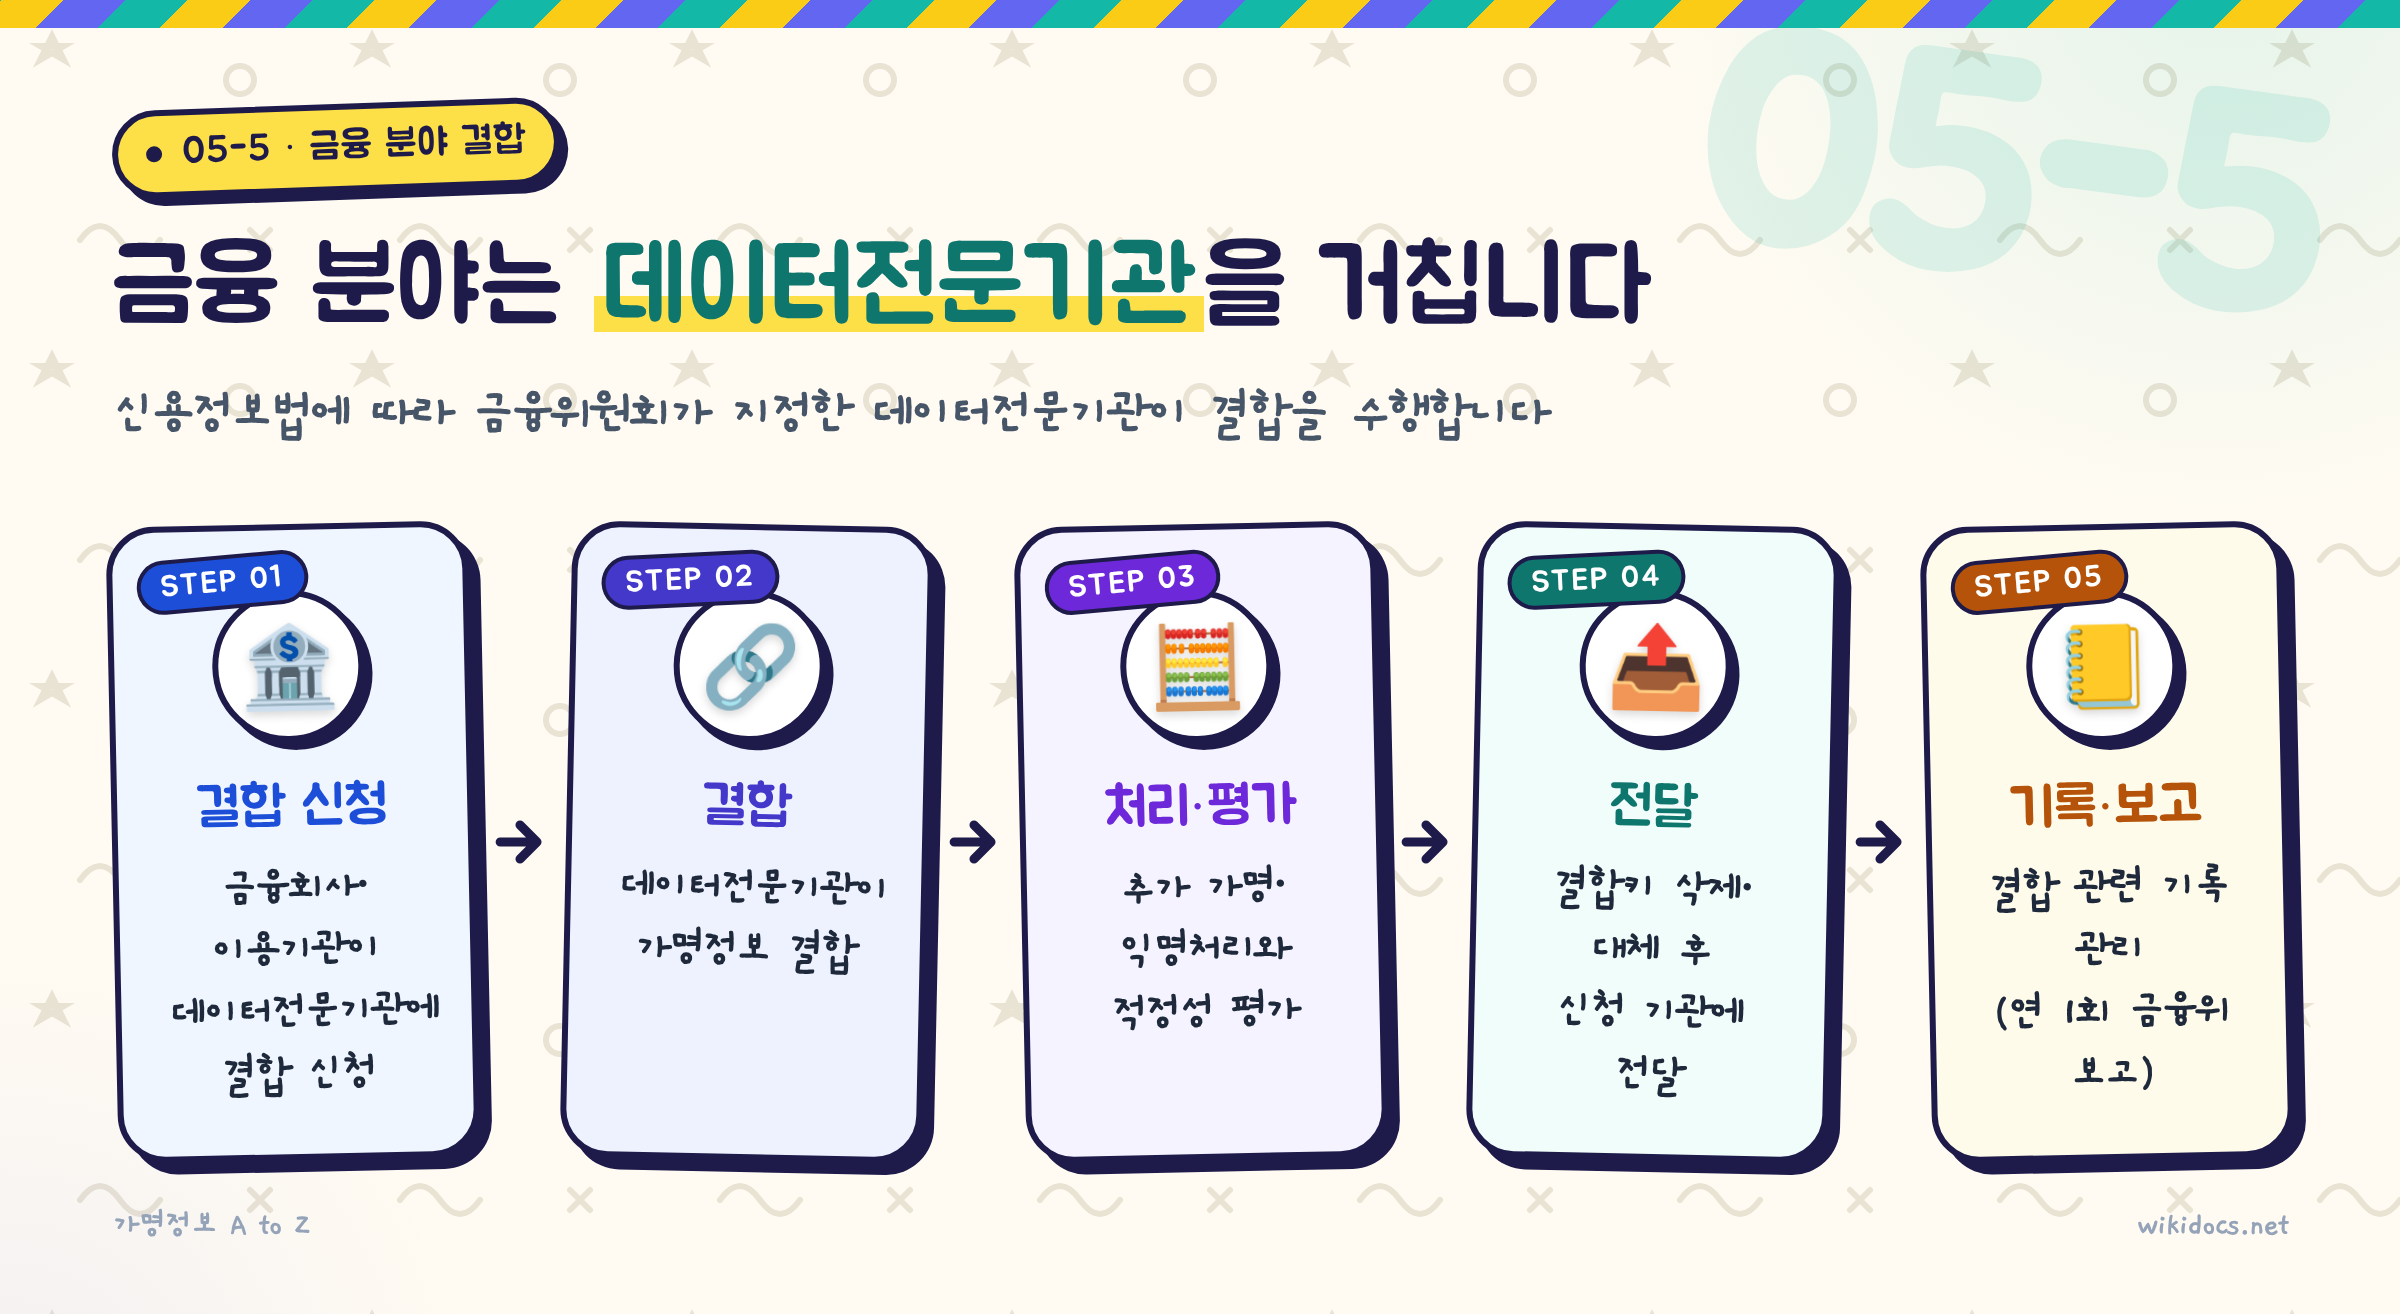 05-5
05-5 · 금융 분야 결합
금융 분야는 데이터전문기관을 거칩니다
신용정보법에 따라 금융위원회가 지정한 데이터전문기관이 결합을 수행합니다
STEP 01
결합 신청
금융회사·
이용기관이
데이터전문기관에
결합 신청
STEP 02
결합
데이터전문기관이
가명정보 결합
STEP 03
처리·평가
추가 가명·
익명처리와
적정성 평가
STEP 04
전달
결합키 삭제·
대체 후
신청 기관에
전달
STEP 05
기록·보고
결합 관련 기록
관리
(연 1회 금융위
보고)
가명정보 A to Z
wikidocs.net